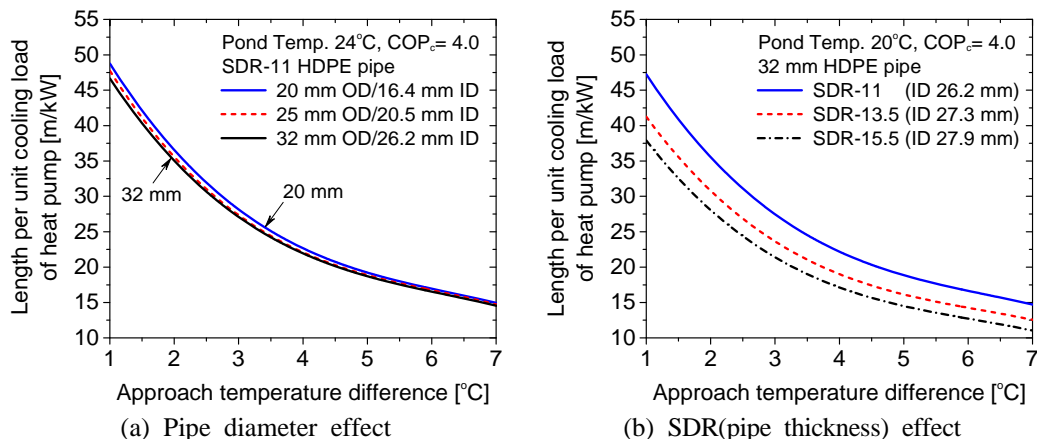 Length per unit cooling load
of heat pump [m/kW]
55
50
45
40
35
30
25
20
15
10
Pond Temp. 24°C, COPc= 4.0
SDR-11 HDPE pipe
20 mm OD/16.4 mm ID
25 mm OD/20.5 mm ID
32 mm OD/26.2 mm ID
32 mm
20 mm
1 2 3 4 5 6 7
Approach temperature difference [°C]
(a) Pipe diameter effect
Length per unit cooling load
of heat pump [m/kW]
55
50
45
40
35
30
25
20
15
10
Pond Temp. 20°C, COPc= 4.0
32 mm HDPE pipe
SDR-11 (ID 26.2 mm)
SDR-13.5 (ID 27.3 mm)
SDR-15.5 (ID 27.9 mm)
1 2 3 4 5 6 7
Approach temperature difference [°C]
(b) SDR(pipe thickness) effect